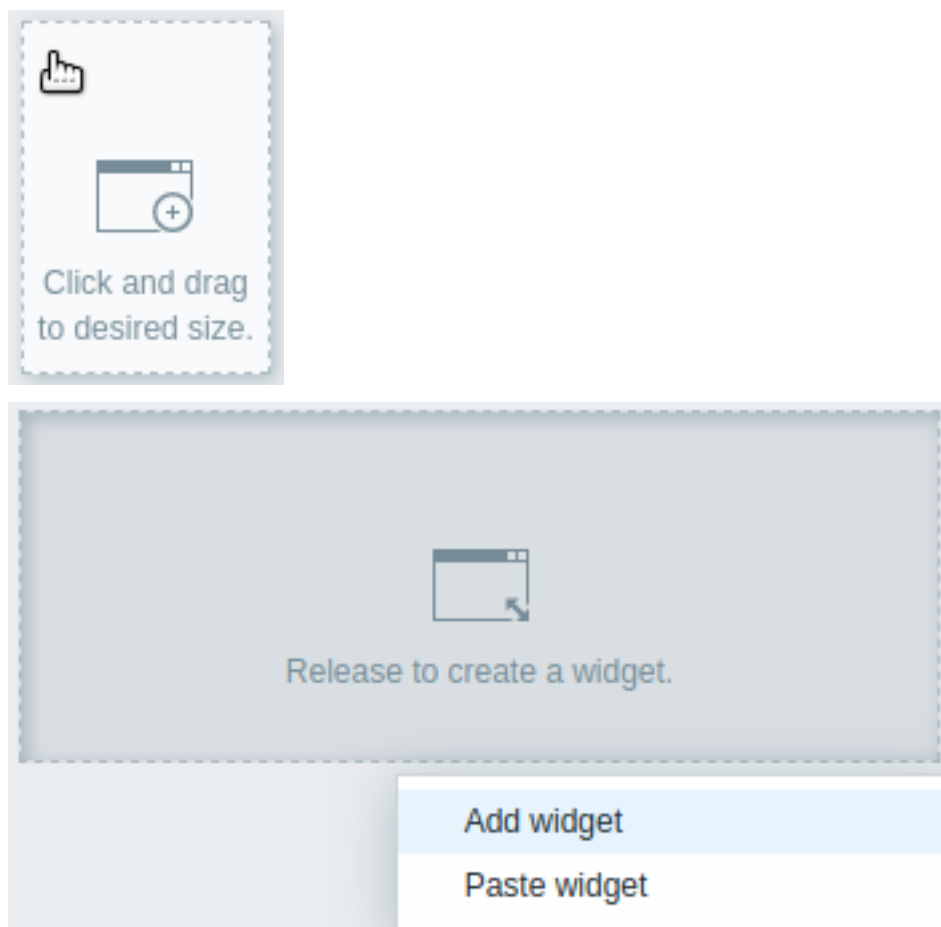 Click and drag
to desired size.
Release to create a widget.
Add widget
Paste widget